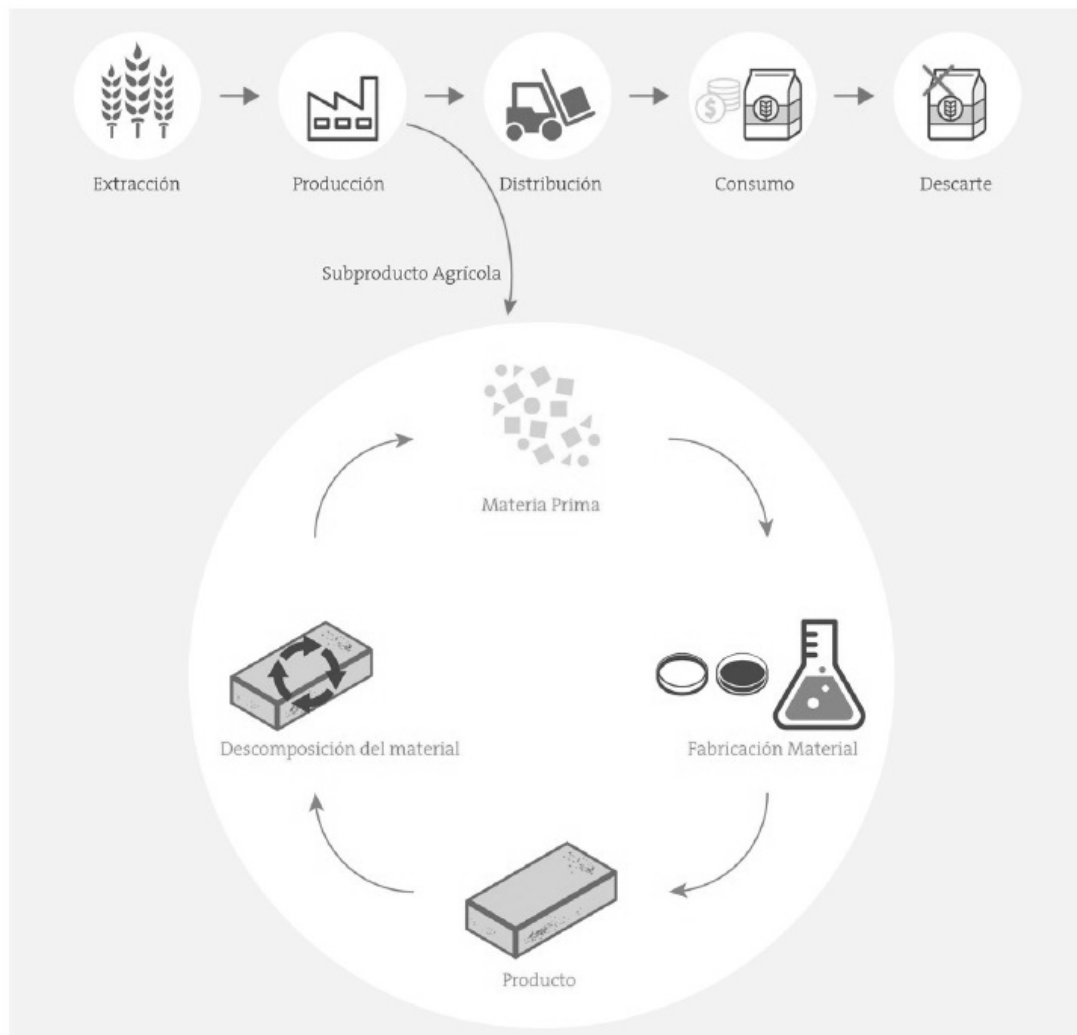 Extracción
Producción
Distribución
Consumo
Descarte
Subproducto Agrícola
Materia Prima
Descomposición del material
Fabricación Material
Producto